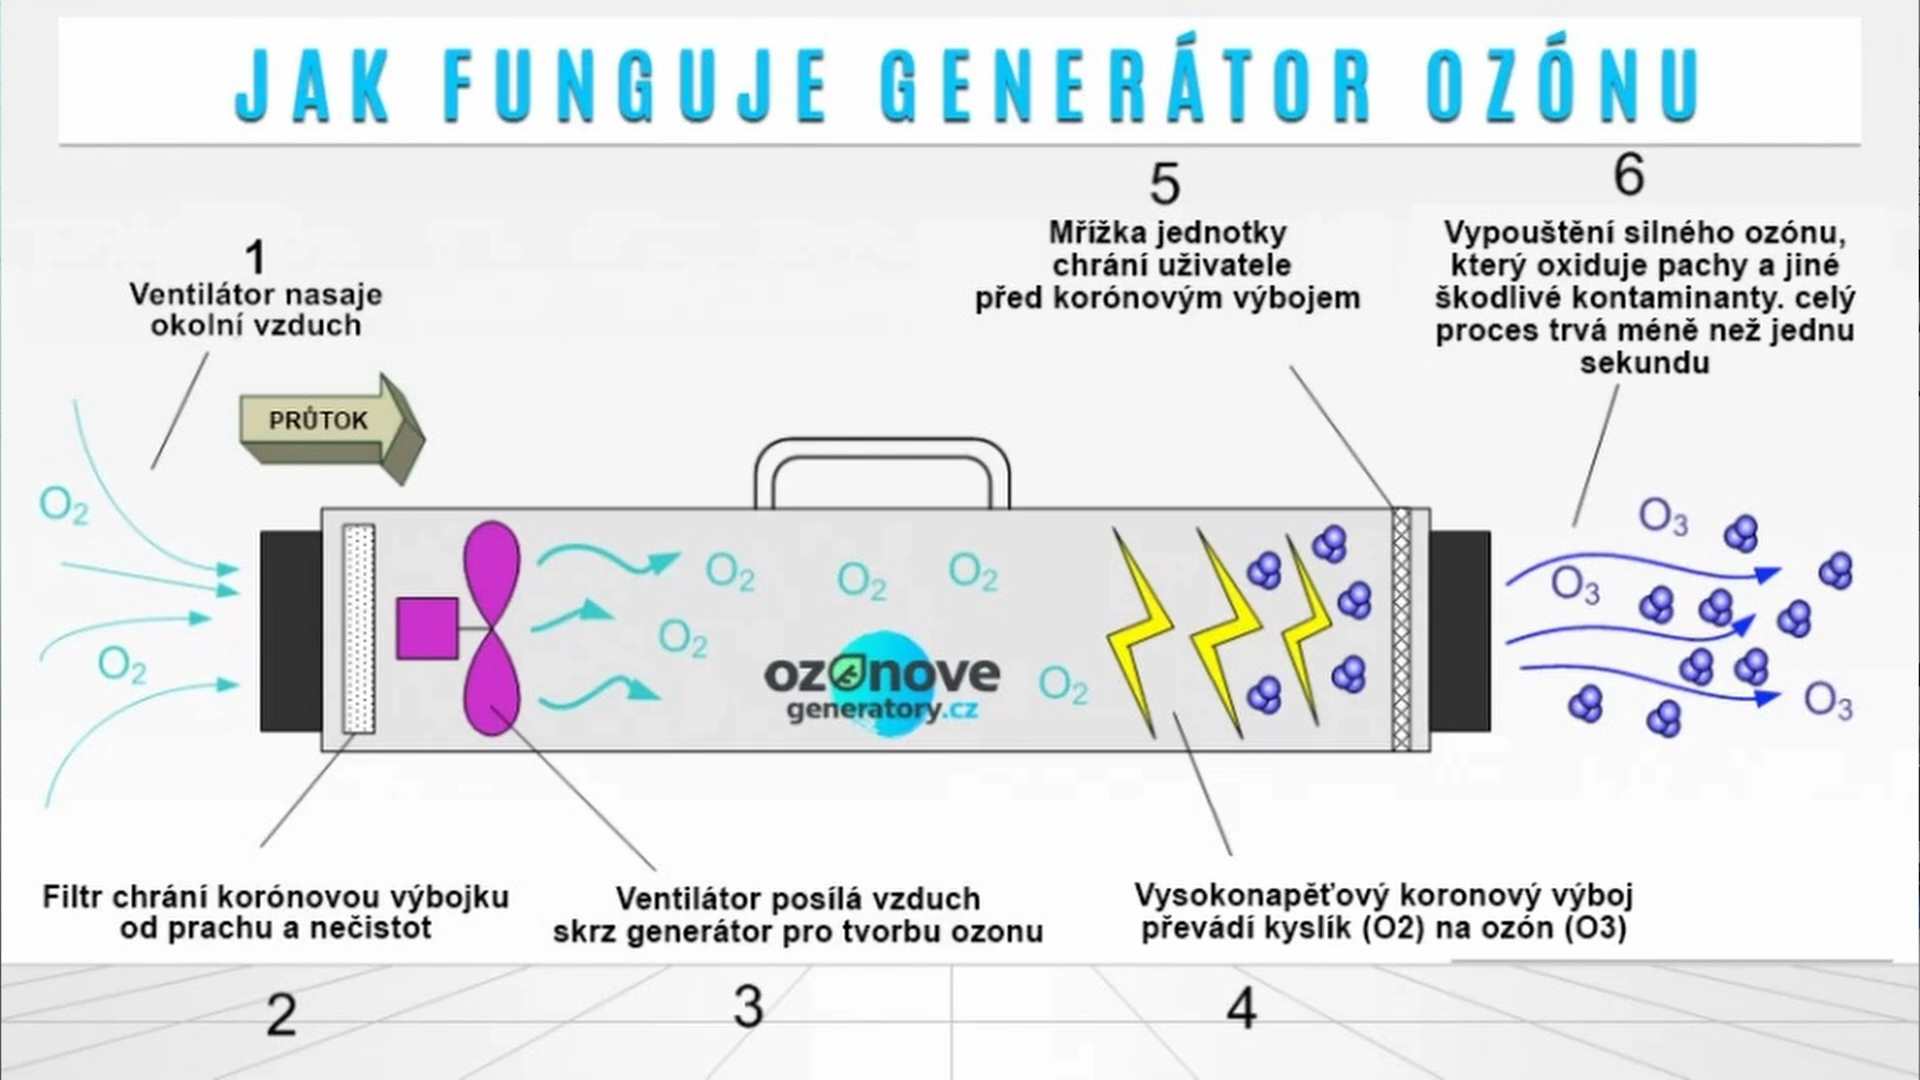 JAK FUNGUJE GENERÁTOR OZÓNU
1
Ventilátor nasaje
okolní vzduch
5
Mřížka jednotky
chrání uživatele
před korónovým výbojem
6
Vypouštění silného ozónu,
který oxiduje pachy a jiné
škodlivé kontaminanty. celý
proces trvá méně než jednu
sekundu
PRŮTOK
O2
O2
O2
O2
O2
O2
O2
ozonove
generatory.cz
O3
O3
O3
Filtr chrání korónovou výbojku
od prachu a nečistot
2
Ventilátor posílá vzduch
skrz generátor pro tvorbu ozonu
3
Vysokonapěťový koronový výboj
převádí kyslík (O2) na ozón (O3)
4